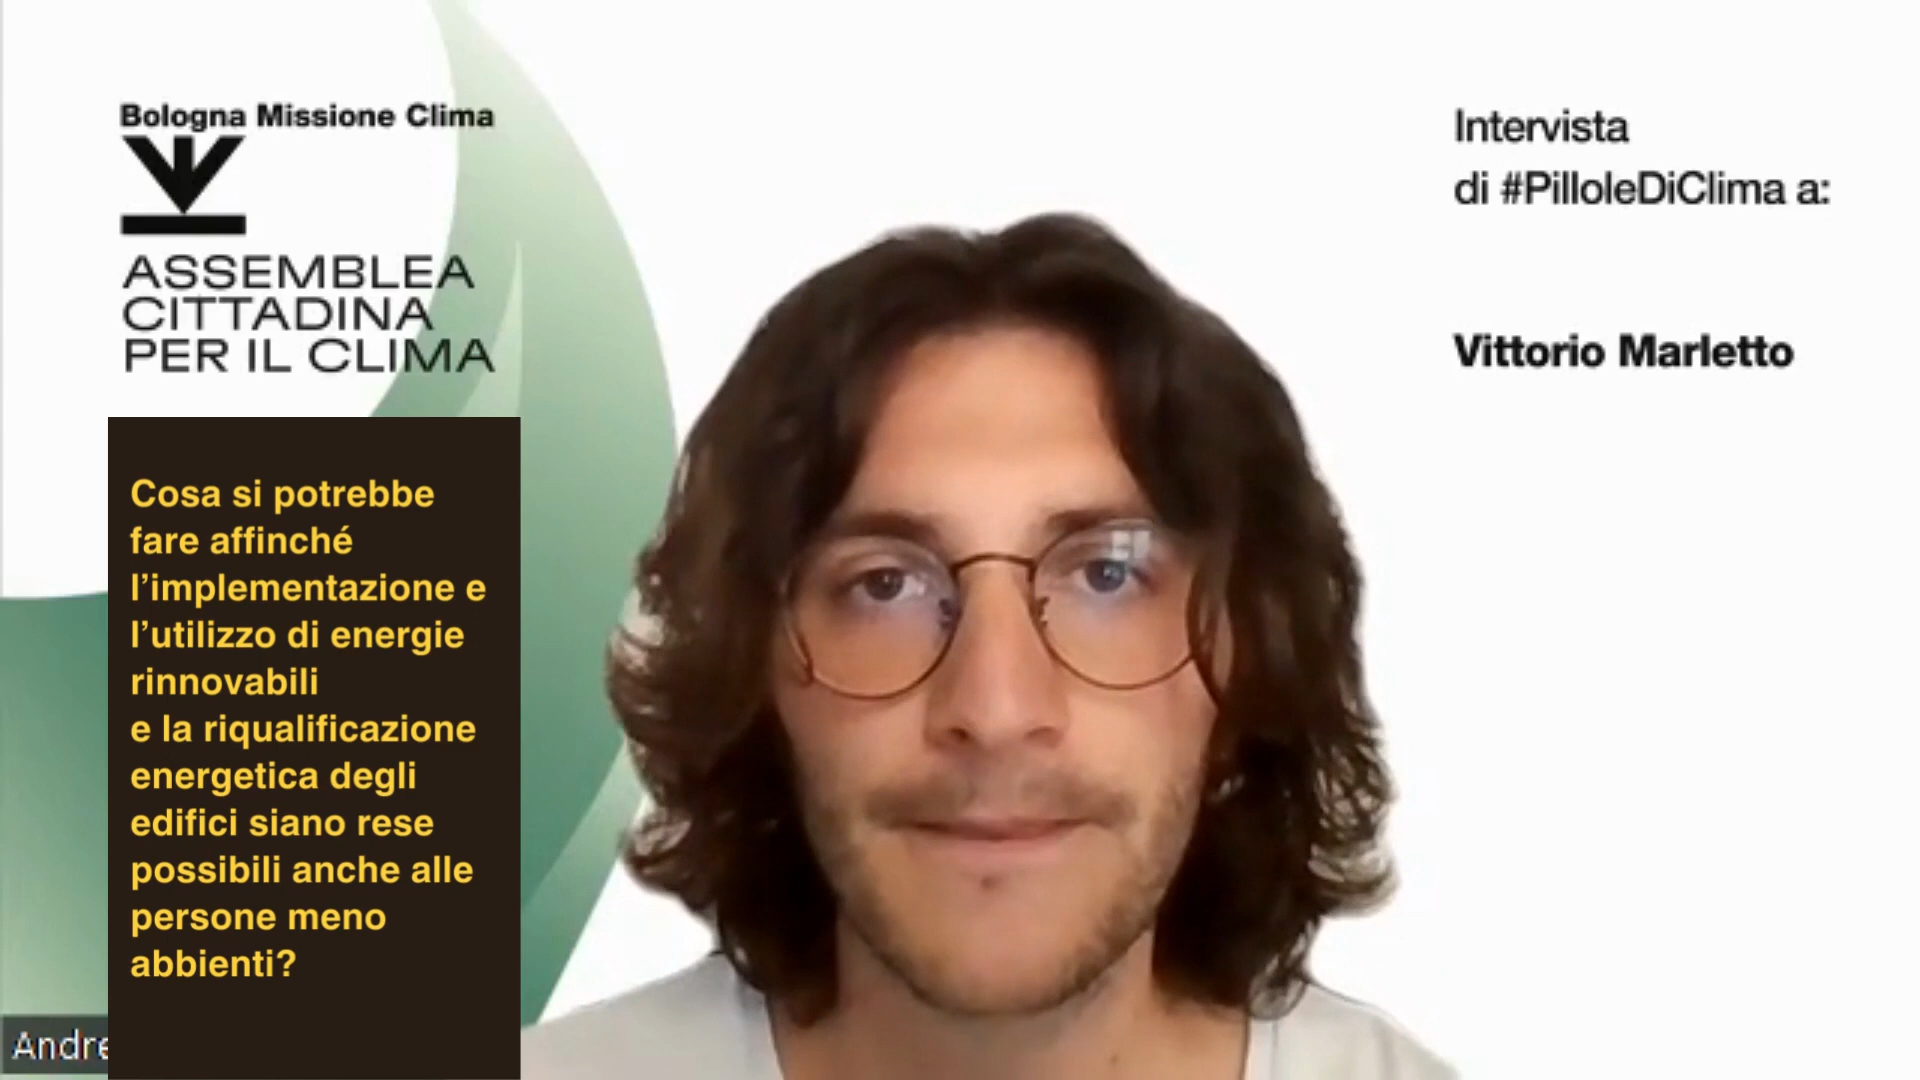 Bologna Missione Clima
ASSEMBLEA
CITTADINA
PER IL CLIMA
Intervista
di #PilloleDiClima a:
Vittorio Marletto
Cosa si potrebbe
fare affinché
l’implementazione e
l’utilizzo di energie
rinnovabili
e la riqualificazione
energetica degli
edifici siano rese
possibili anche alle
persone meno
abbienti?
Andre